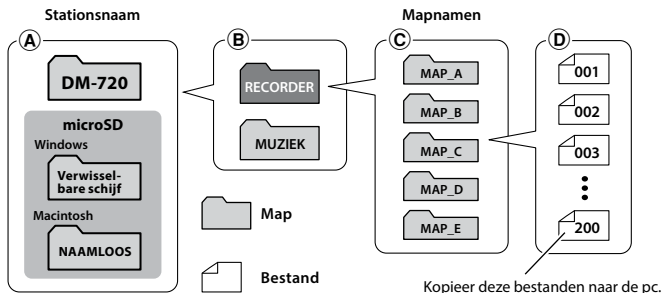 Stationsnaam
Mapnamen
A
B
C
D
DM-720
microSD
Windows
Verwissel-
bare schijf
Macintosh
NAAMLOOS
RECORDER
MUZIEK
Map
Bestand
MAP_A
MAP_B
MAP_C
MAP_D
MAP_E
001
002
003
200
Kopieer deze bestanden naar de pc.